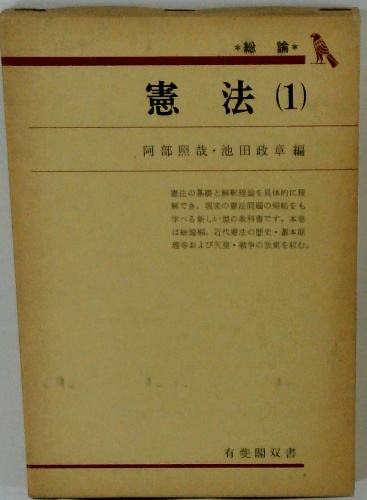 *総論*
憲法(1)
阿部照哉・池田政章編
憲法の基礎と解釈理論を具体的に理
解でき、現実の憲法問題の帰結をも
学べる新しい型の教科書です。本巻
は総論編。近代憲法の歴史・基本原
理等および天皇・戦争の放棄を収む。
有斐閣双書